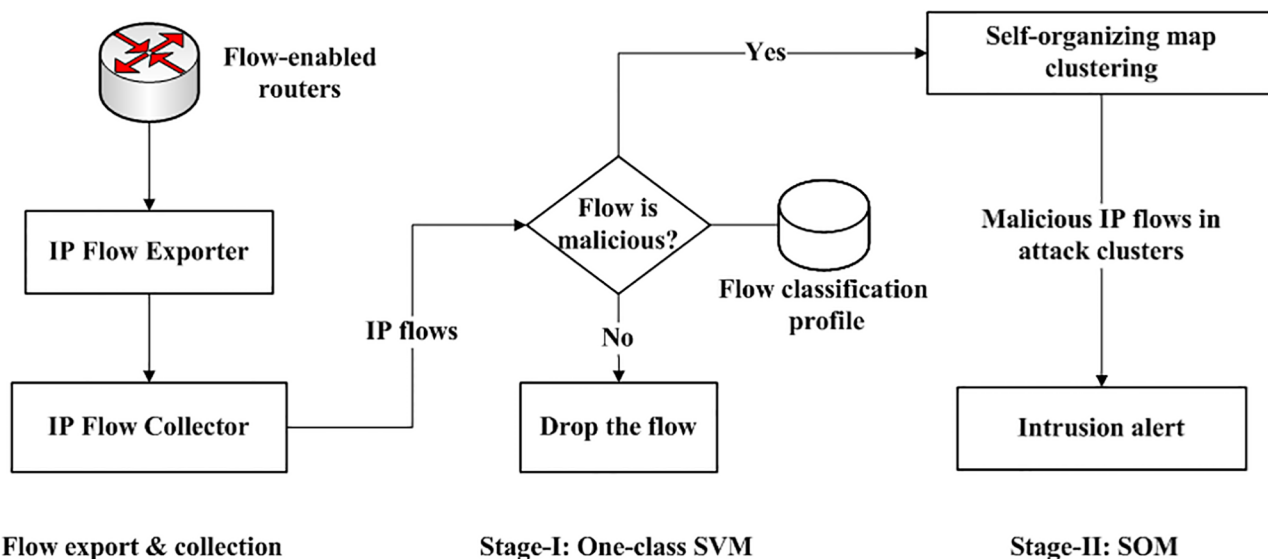 Flow-enabled
routers
IP Flow Exporter
IP Flow Collector
IP flows
Flow is
malicious?
Yes
No
Drop the flow
Flow classification
profile
Self-organizing map
clustering
Malicious IP flows in
attack clusters
Intrusion alert
Flow export & collection
Stage-I: One-class SVM
Stage-II: SOM